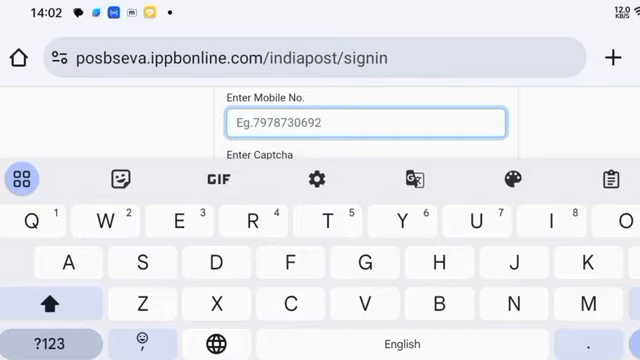 14:02
12.0
KB/S
posbseva.ippbonline.com/indiapost/signin
Enter Mobile No.
Eg.7978730692
Enter Captcha
GIF
Q 1 W 2 E 3 R 4 T 5 Y 6 U 7 I 8 O
A S D F G H J K
Z X C V B N M
?123 , English .